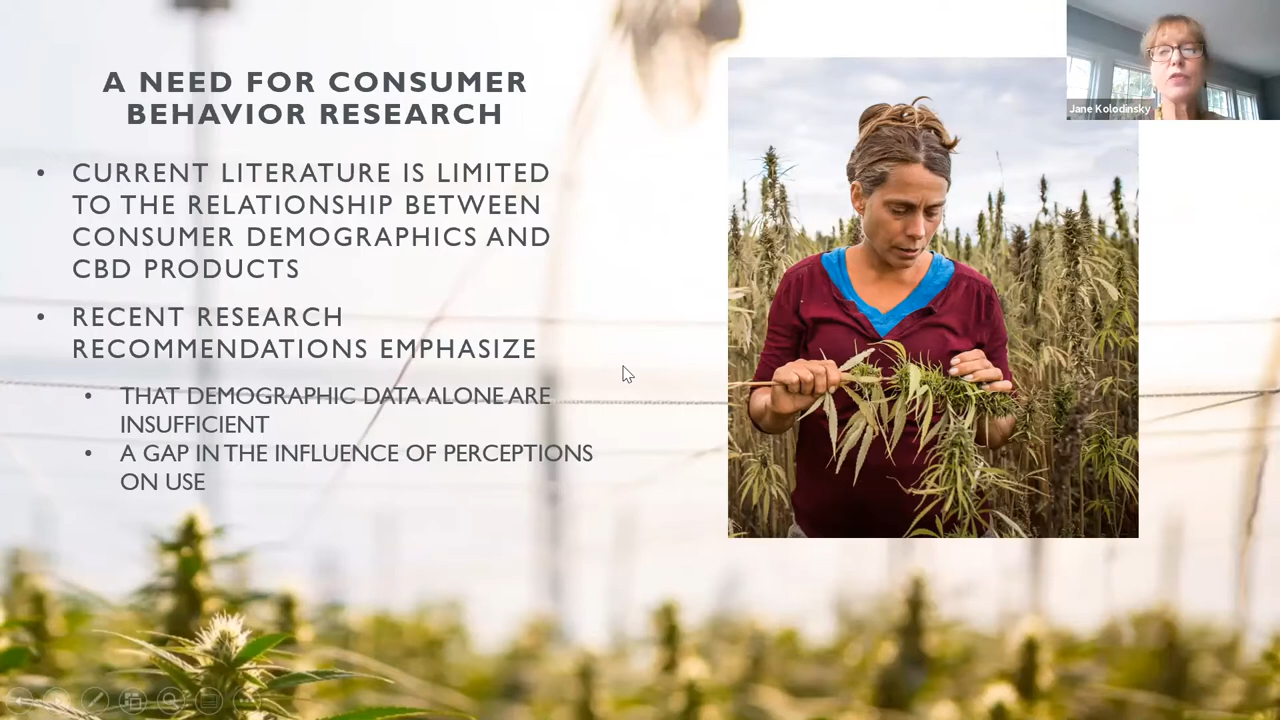 A NEED FOR CONSUMER
BEHAVIOR RESEARCH
• CURRENT LITERATURE IS LIMITED
TO THE RELATIONSHIP BETWEEN
CONSUMER DEMOGRAPHICS AND
CBD PRODUCTS
• RECENT RESEARCH
RECOMMENDATIONS EMPHASIZE
• THAT DEMOGRAPHIC DATA ALONE ARE
INSUFFICIENT
• A GAP IN THE INFLUENCE OF PERCEPTIONS
ON USE
Jane Kolodinsky